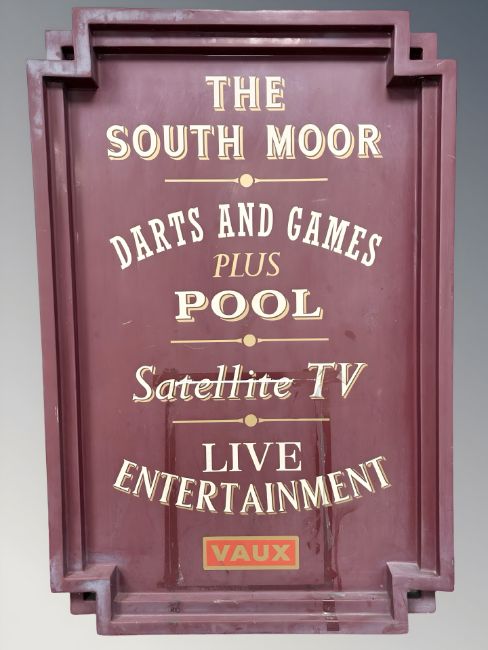 THE
SOUTH MOOR
DARTS AND GAMES
PLUS
POOL
Satellite TV
LIVE
ENTERTAINMENT
VAUX